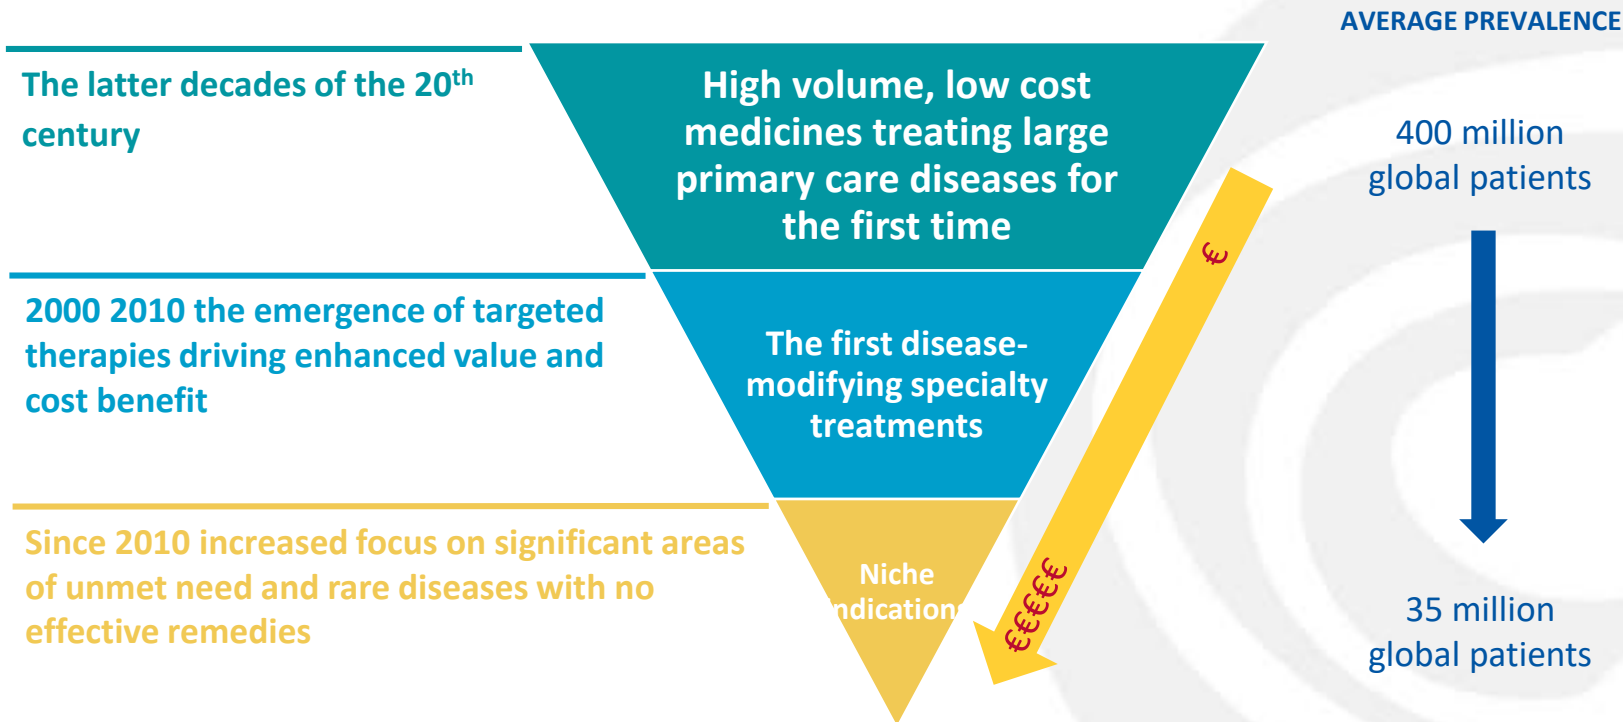 AVERAGE PREVALENCE
The latter decades of the 20th
century
High volume, low cost
medicines treating large
primary care diseases for
the first time
400 million
global patients
€
2000 2010 the emergence of targeted
therapies driving enhanced value and
cost benefit
The first disease-
modifying specialty
treatments
Since 2010 increased focus on significant areas
of unmet need and rare diseases with no
effective remedies
Niche
indications
€€€€€
35 million
global patients